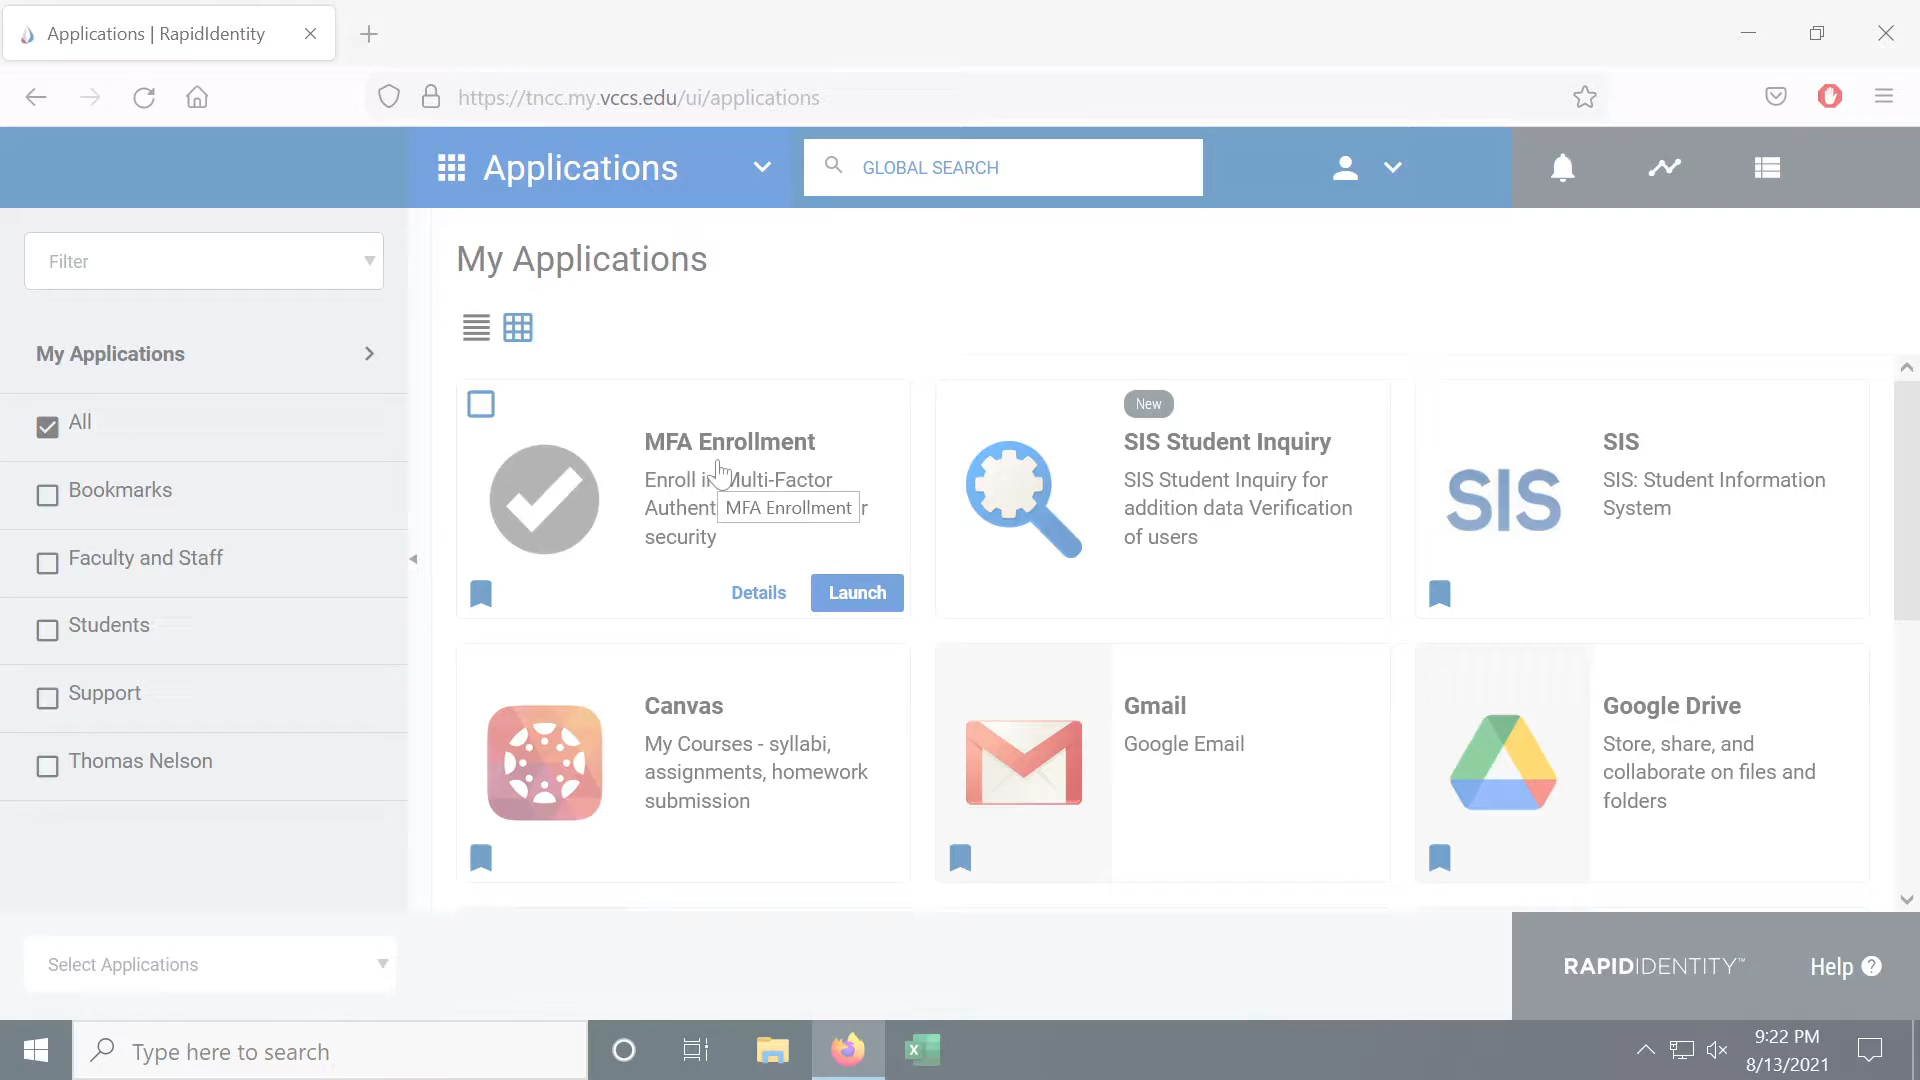 Applications | RapidIdentity
https://tncc.my.vccs.edu/ui/applications
Applications
GLOBAL SEARCH
Filter
My Applications
All
Bookmarks
Faculty and Staff
Students
Support
Thomas Nelson
Select Applications
My Applications
MFA Enrollment
Enroll in Multi-Factor
Authent r
security
MFA Enrollment
Details
Launch
New
SIS Student Inquiry
SIS Student Inquiry for
addition data Verification
of users
SIS
SIS
SIS: Student Information
System
Canvas
My Courses - syllabi,
assignments, homework
submission
Gmail
Google Email
Google Drive
Store, share, and
collaborate on files and
folders
RAPIDIDENTITY™
Help ?
Type here to search
X
9:22 PM
8/13/2021